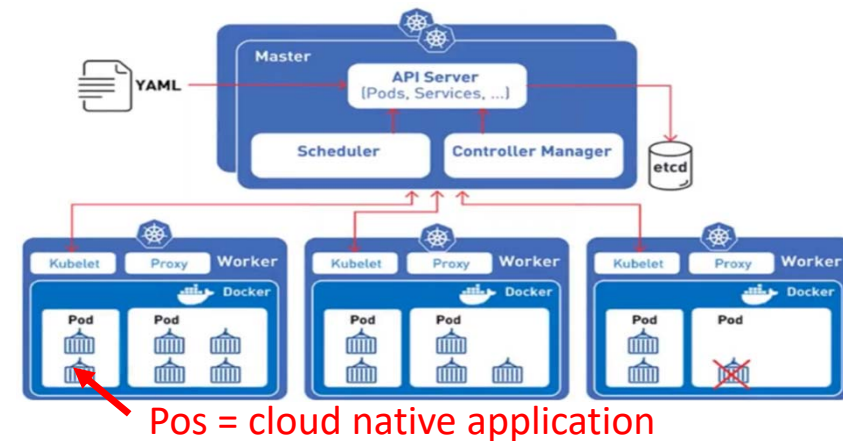 Master
YAML
API Server
(Pods, Services, ...)
Scheduler
Controller Manager
etcd
Kubelet
Proxy
Worker
Docker
Pod
Pod
Kubelet
Proxy
Worker
Docker
Pod
Pod
Kubelet
Proxy
Worker
Docker
Pod
Pod
Pos = cloud native application